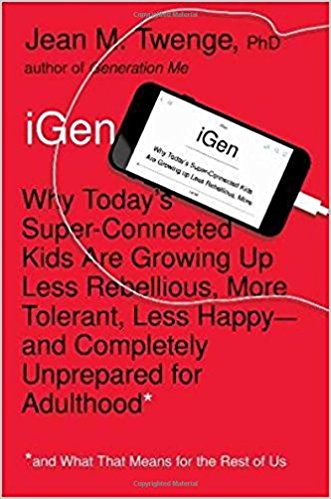 Jean M. Twenge, PhD
author of Generation Me
iGen
iGen
Why Today's Super-Connected Kids
Are Growing up Less Rebellious, More
Why Today's
Super-Connected
Kids Are Growing Up
Less Rebellious, More
Tolerant, Less Happy—
and Completely
Unprepared for
Adulthood*
*and What That Means for the Rest of Us